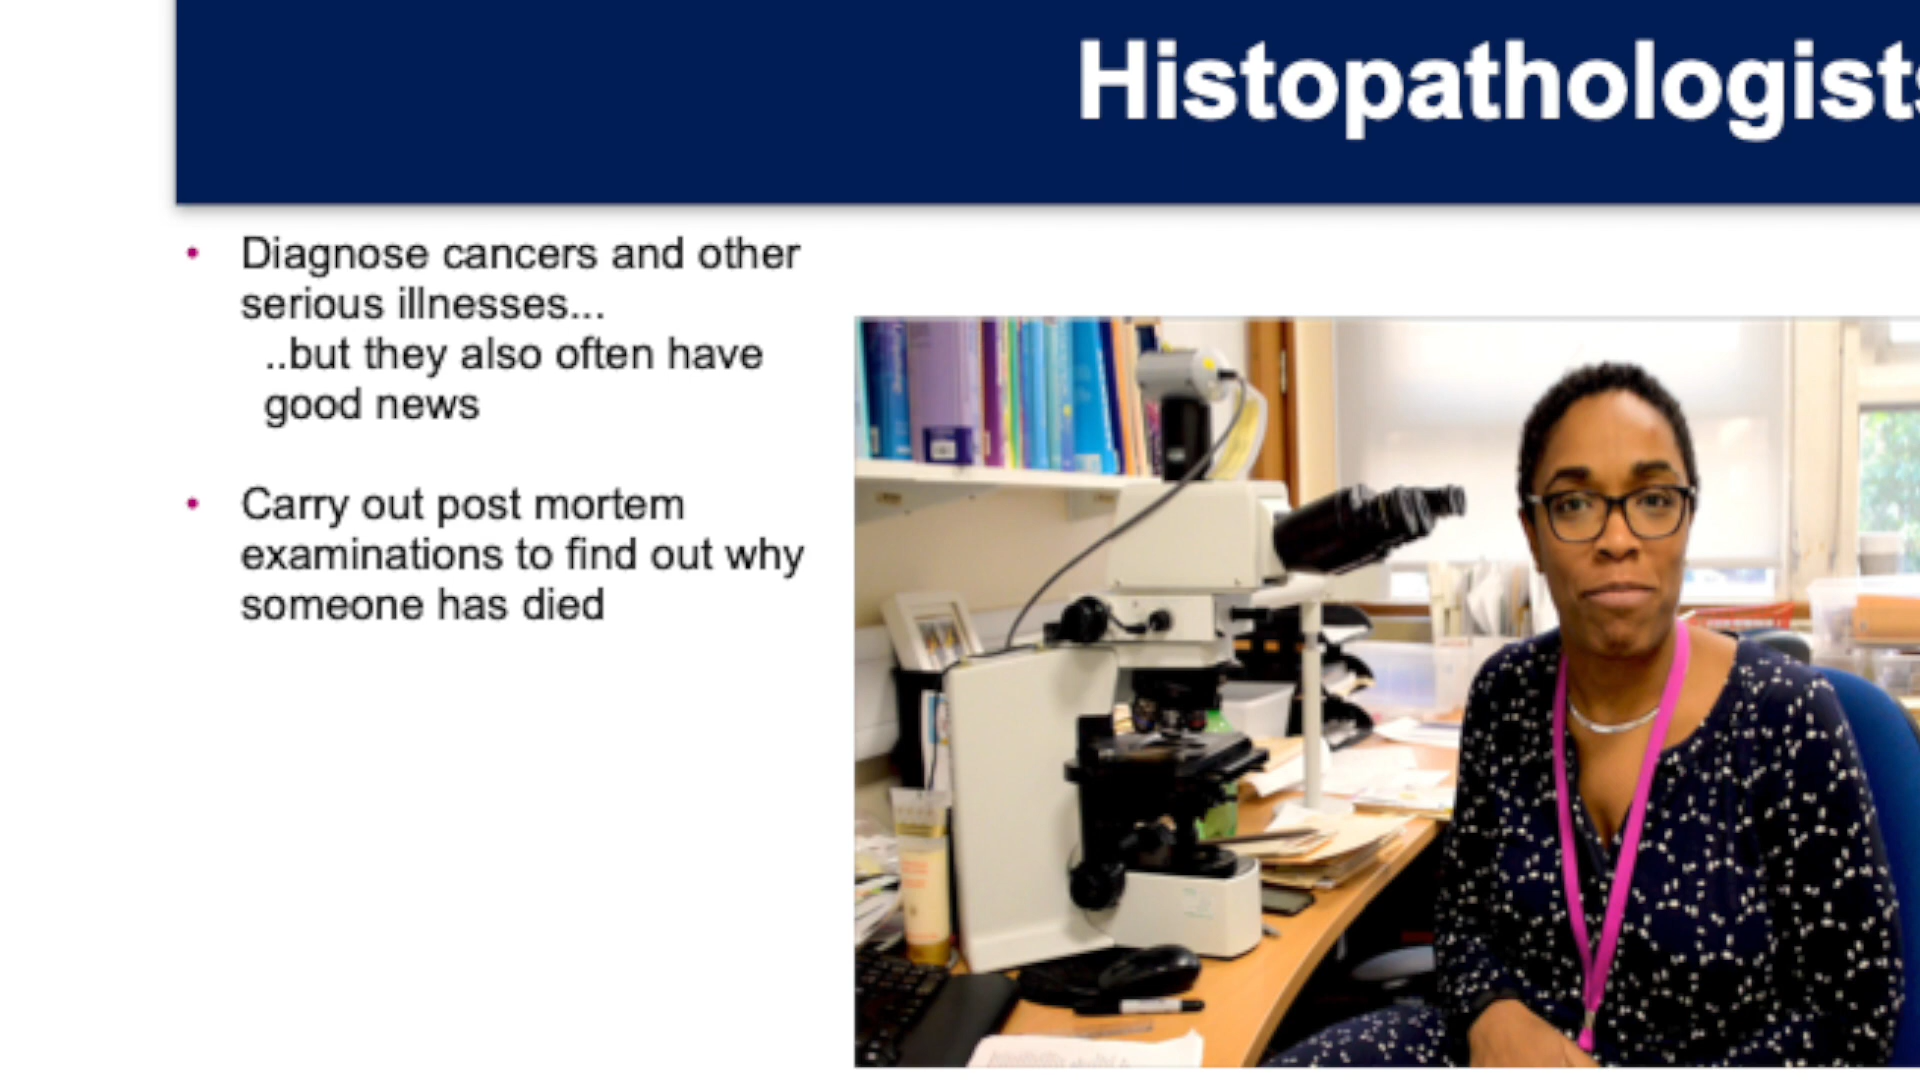 Histopathologists
• Diagnose cancers and other
serious illnesses...
..but they also often have
good news
• Carry out post mortem
examinations to find out why
someone has died